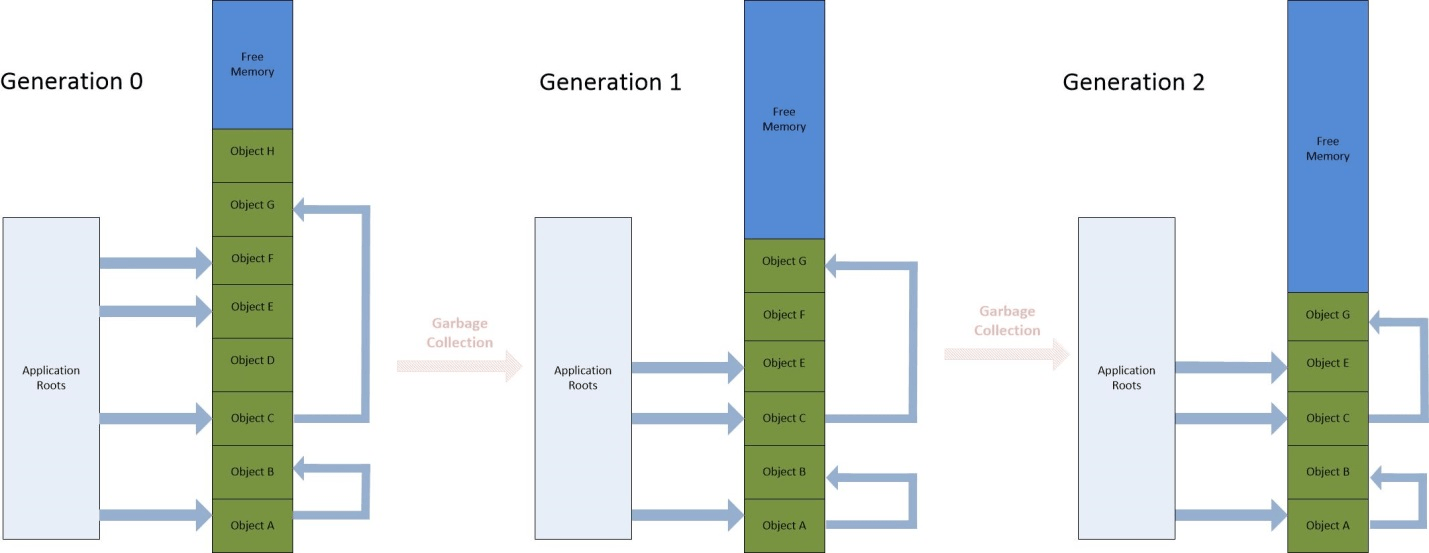 Generation 0
Free
Memory
Object H
Object G
Object F
Object E
Object D
Object C
Object B
Object A
Application
Roots
Garbage
Collection
Generation 1
Free
Memory
Object G
Object F
Object E
Object C
Object B
Object A
Application
Roots
Garbage
Collection
Generation 2
Free
Memory
Object G
Object E
Object C
Object B
Object A
Application
Roots